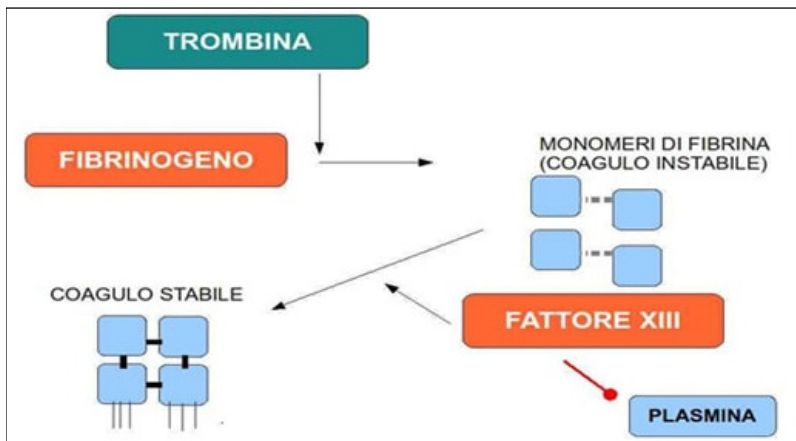 TROMBINA
FIBRINOGENO
MONOMERI DI FIBRINA
(COAGULO INSTABILE)
COAGULO STABILE
FATTORE XIII
PLASMINA